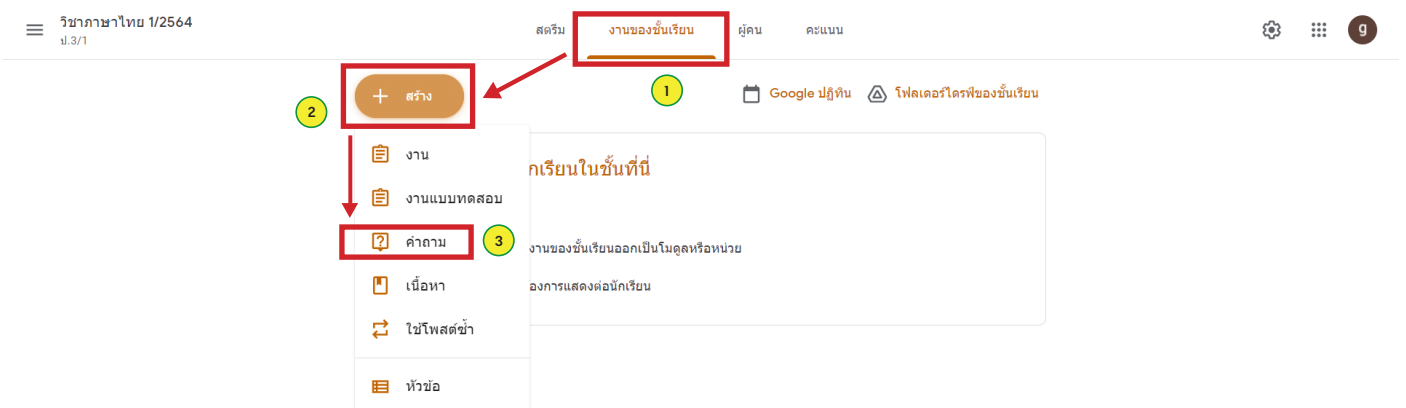 วิชาภาษาไทย 1/2564
ป.3/1
สตรีม งานของชั้นเรียน ผู้คน คะแนน
g
1
สร้าง
2
Google ปฏิทิน โฟลเดอร์ไดรฟ์ของชั้นเรียน
งาน
กเรียนในชั้นที่นี่
งานแบบทดสอบ
คำถาม
3
งานของชั้นเรียนออกเป็นโมดูลหรือหน่วย
เนื้อหา
องการแสดงต่อนักเรียน
ใช้โพสต์ซ้ำ
หัวข้อ